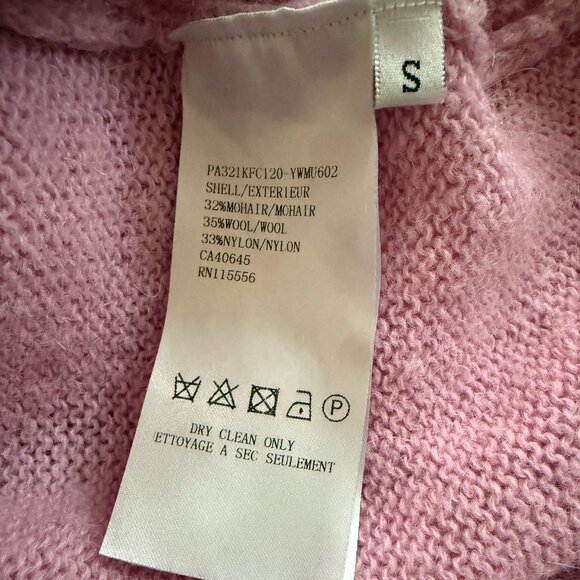 S
PA321KFC120-YWMU602
SHELL/EXTERIEUR
32%MOHAIR/MOHAIR
35%WOOL/WOOL
33%NYLON/NYLON
CA40645
RN115556
P
DRY CLEAN ONLY
ETTOYAGE A SEC SEULEMENT